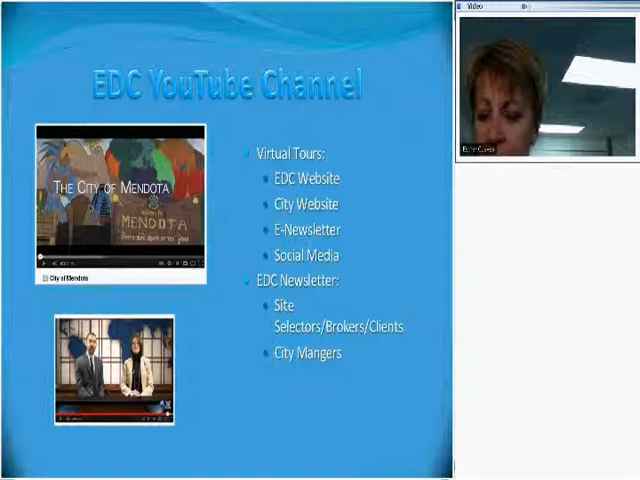 Video
EDC YouTube Channel
THE CITY OF MENDOTA
MENDOTA
City of Mendota
Virtual Tours:
EDC Website
City Website
E-Newsletter
Social Media
EDC Newsletter:
Site
Selectors/Brokers/Clients
City Mangers